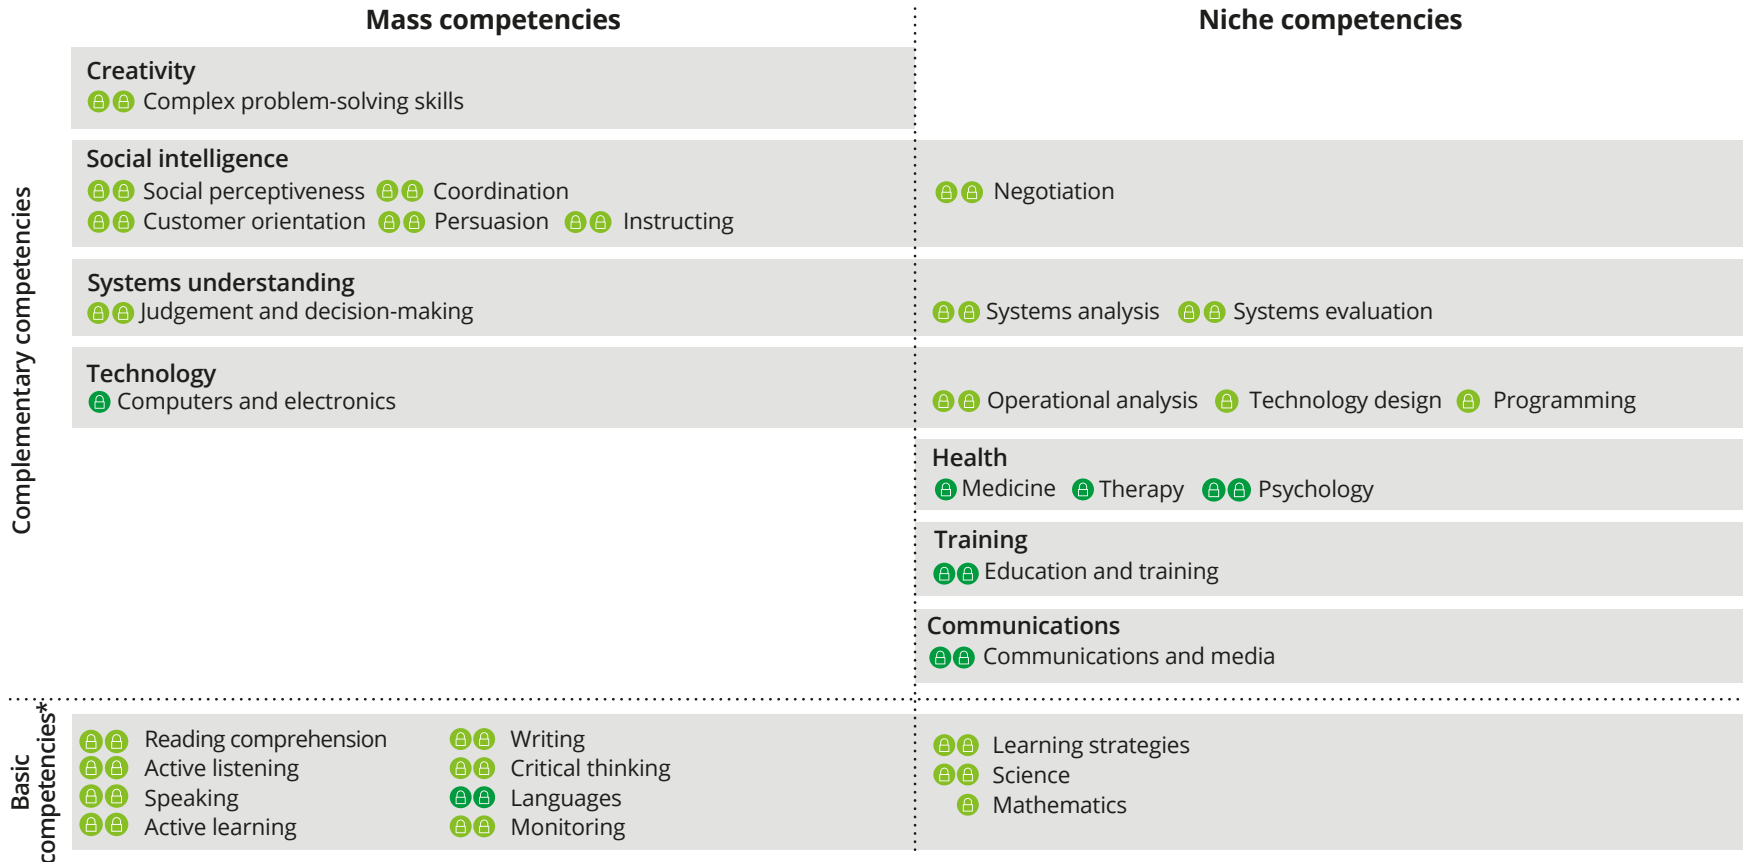 Mass competencies
Niche competencies
Complementary competencies
Creativity
Complex problem-solving skills
Social intelligence
Social perceptiveness Coordination
Customer orientation Persuasion Instructing
Negotiation
Systems understanding
Judgement and decision-making
Systems analysis Systems evaluation
Technology
Computers and electronics
Operational analysis Technology design Programming
Health
Medicine Therapy Psychology
Training
Education and training
Communications
Communications and media
Basic
competencies*
Reading comprehension
Active listening
Speaking
Active learning
Writing
Critical thinking
Languages
Monitoring
Learning strategies
Science
Mathematics